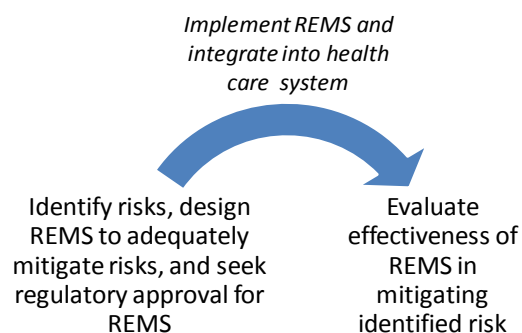 Implement REMS and
integrate into health
care system
Identify risks, design
REMS to adequately
mitigate risks, and seek
regulatory approval for
REMS
Evaluate
effectiveness of
REMS in
mitigating
identified risk